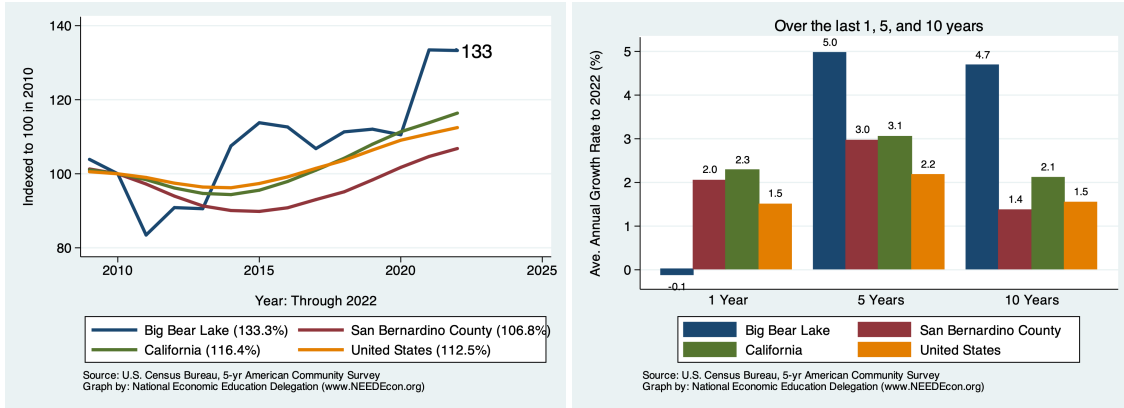 140
120
100
80
Indexed to 100 in 2010
133
2010
2015
2020
2025
Year: Through 2022
Big Bear Lake (133.3%)
San Bernardino County (106.8%)
California (116.4%)
United States (112.5%)
Source: U.S. Census Bureau, 5-yr American Community Survey
Graph by: National Economic Education Delegation (www.NEEDEcon.org)
Over the last 1, 5, and 10 years
Ave. Annual Growth Rate to 2022 (%)
5
4
3
2
1
0
-0.1
2.0
2.3
1.5
5.0
3.0
3.1
2.2
4.7
1.4
2.1
1.5
1 Year
5 Years
10 Years
Big Bear Lake
San Bernardino County
California
United States
Source: U.S. Census Bureau, 5-yr American Community Survey
Graph by: National Economic Education Delegation (www.NEEDEcon.org)